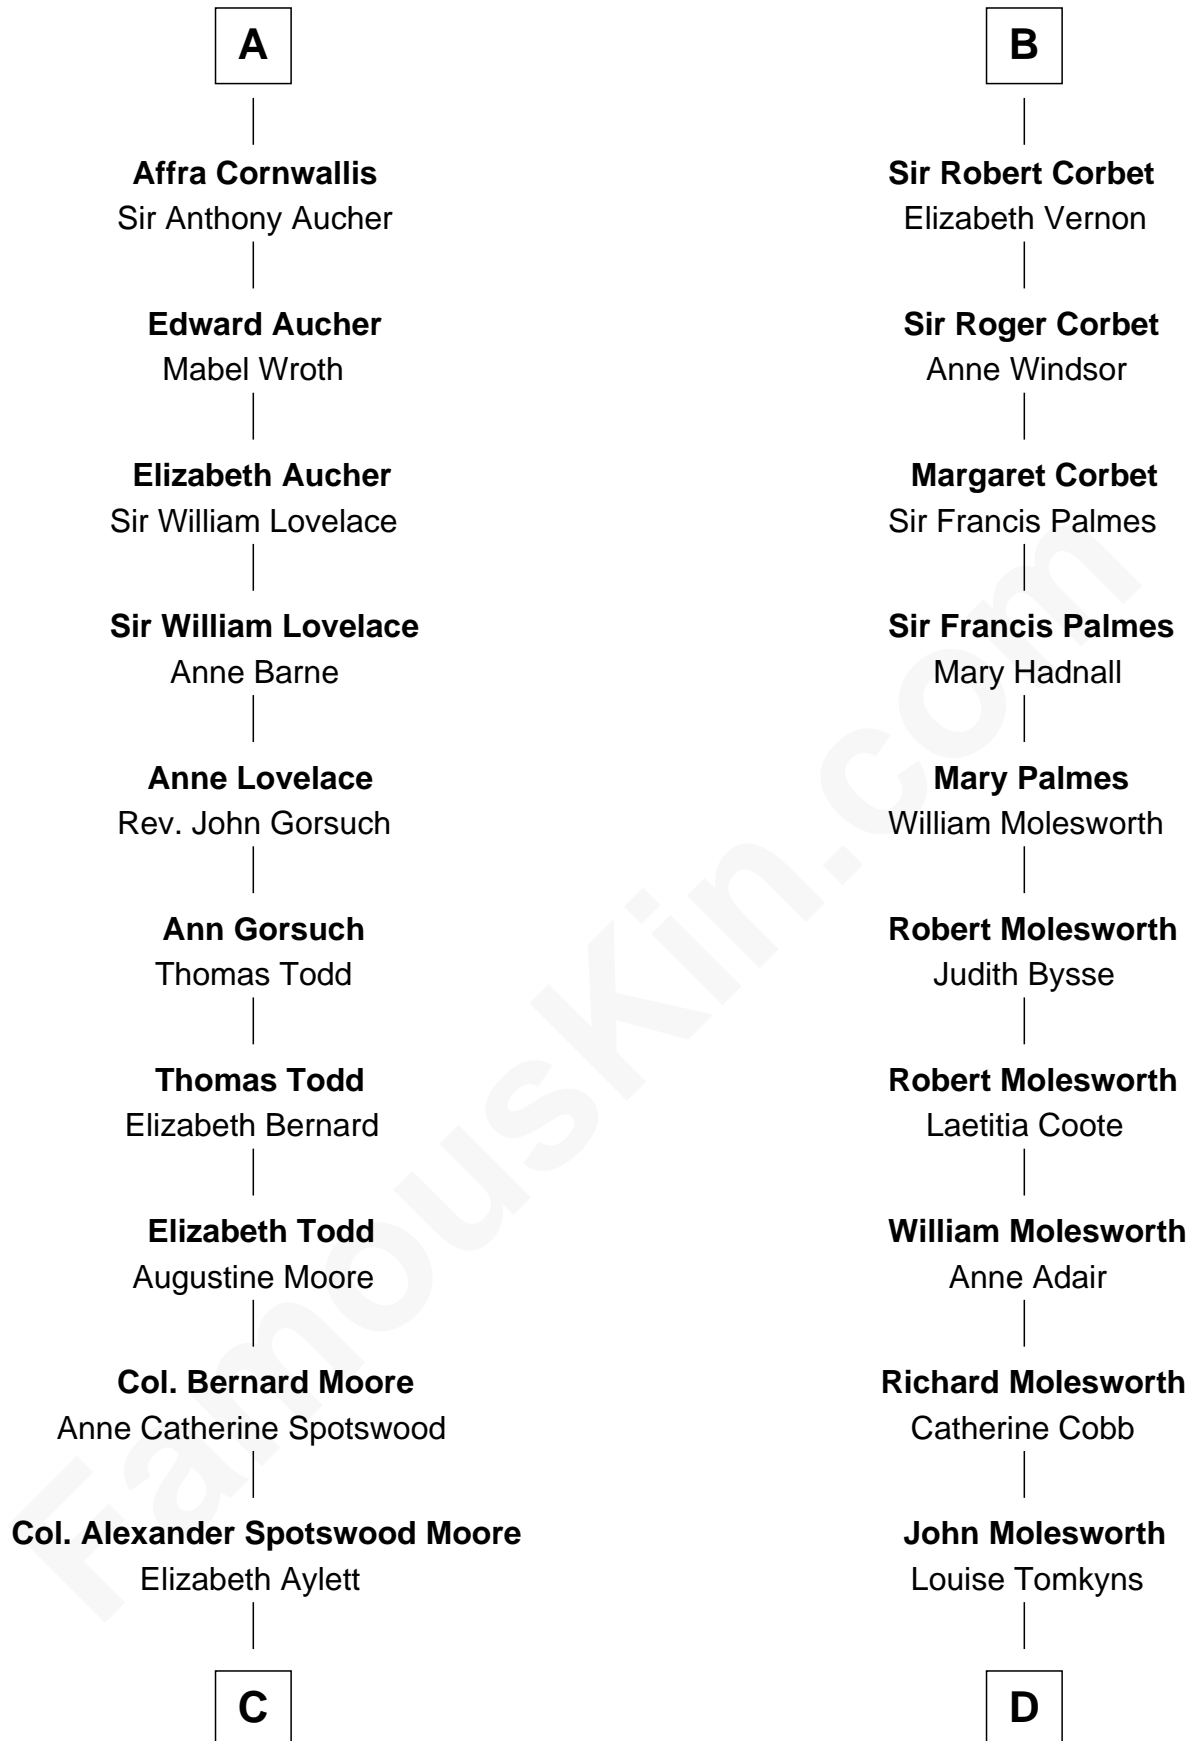 A
Affra Cornwallis
Sir Anthony Aucher
Edward Aucher
Mabel Wroth
Elizabeth Aucher
Sir William Lovelace
Sir William Lovelace
Anne Barne
Anne Lovelace
Rev. John Gorsuch
Ann Gorsuch
Thomas Todd
Thomas Todd
Elizabeth Bernard
Elizabeth Todd
Augustine Moore
Col. Bernard Moore
Anne Catherine Spotswood
Col. Alexander Spotswood Moore
Elizabeth Aylett
C
B
Sir Robert Corbet
Elizabeth Vernon
Sir Roger Corbet
Anne Windsor
Margaret Corbet
Sir Francis Palmes
Sir Francis Palmes
Mary Hadnall
Mary Palmes
William Molesworth
Robert Molesworth
Judith Bysse
Robert Molesworth
Laetitia Coote
William Molesworth
Anne Adair
Richard Molesworth
Catherine Cobb
John Molesworth
Louise Tomkyns
D
FamousKin.com